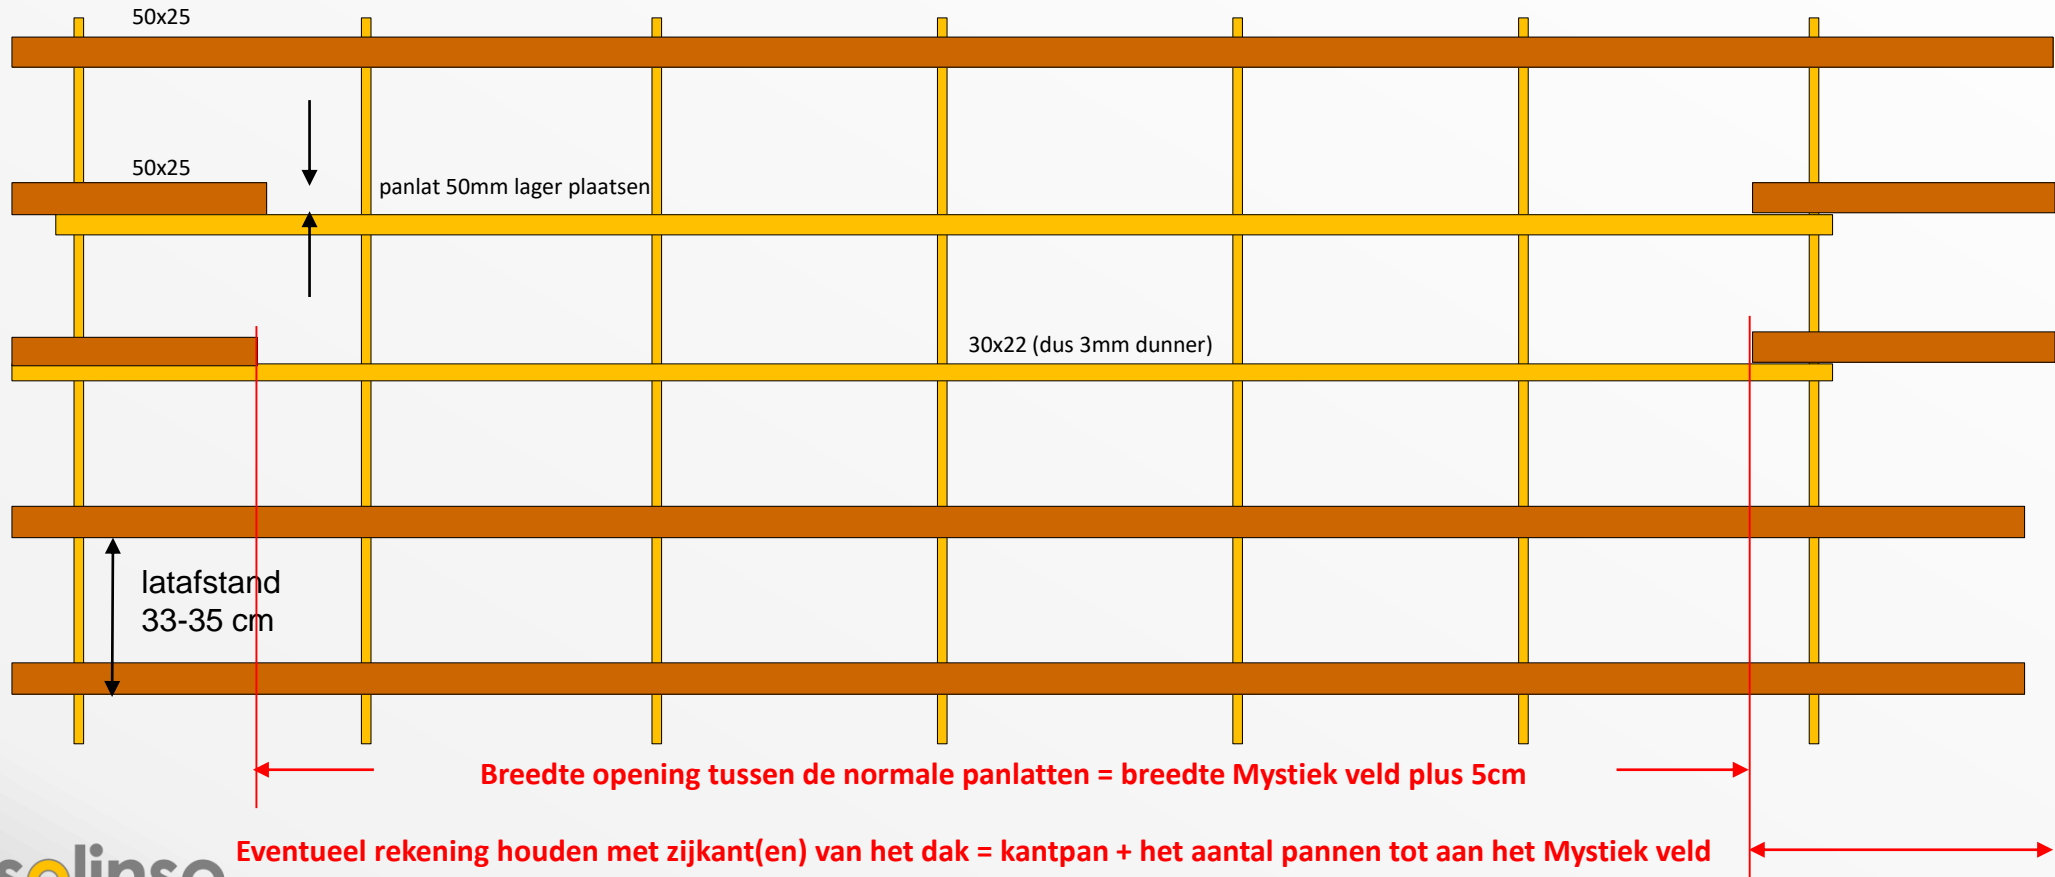 50x25
50x25
panlat 50mm lager plaatsen
30x22 (dus 3mm dunner)
latafstand
33-35 cm
Breedte opening tussen de normale panlatten = breedte Mystiek veld plus 5cm
Eventueel rekening houden met zijkant(en) van het dak = kantpan + het aantal pannen tot aan het Mystiek veld
solinso